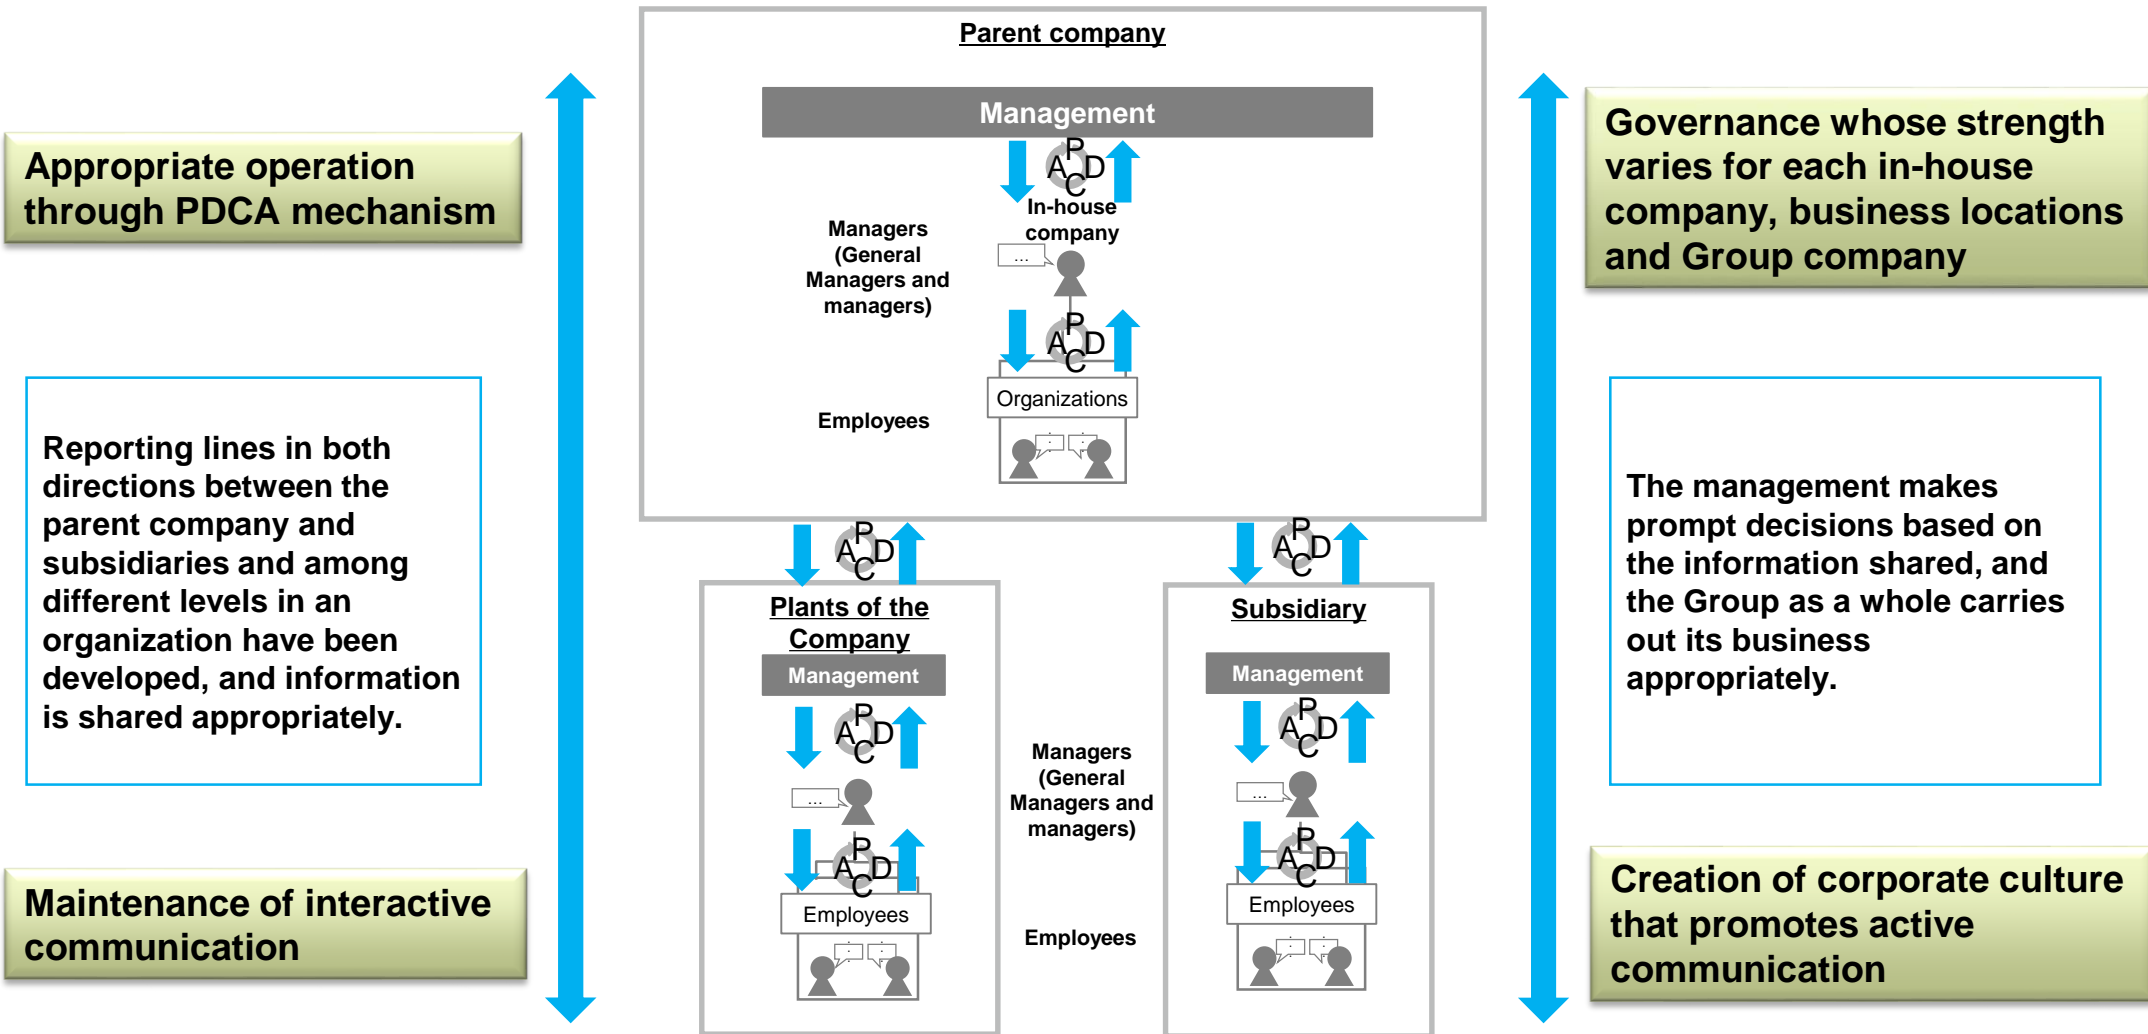 Parent company
Management
P
A D
C
In-house
company
Managers
(General
Managers and
managers)
...
P
A D
C
Organizations
Employees
Appropriate operation
through PDCA mechanism
Reporting lines in both
directions between the
parent company and
subsidiaries and among
different levels in an
organization have been
developed, and information
is shared appropriately.
Maintenance of interactive
communication
P
A D
C
Plants of the
Company
Management
P
A D
C
...
P
A D
C
Employees
Managers
(General
Managers and
managers)
Employees
P
A D
C
Subsidiary
Management
P
A D
C
...
P
A D
C
Employees
Governance whose strength
varies for each in-house
company, business locations
and Group company
The management makes
prompt decisions based on
the information shared, and
the Group as a whole carries
out its business
appropriately.
Creation of corporate culture
that promotes active
communication